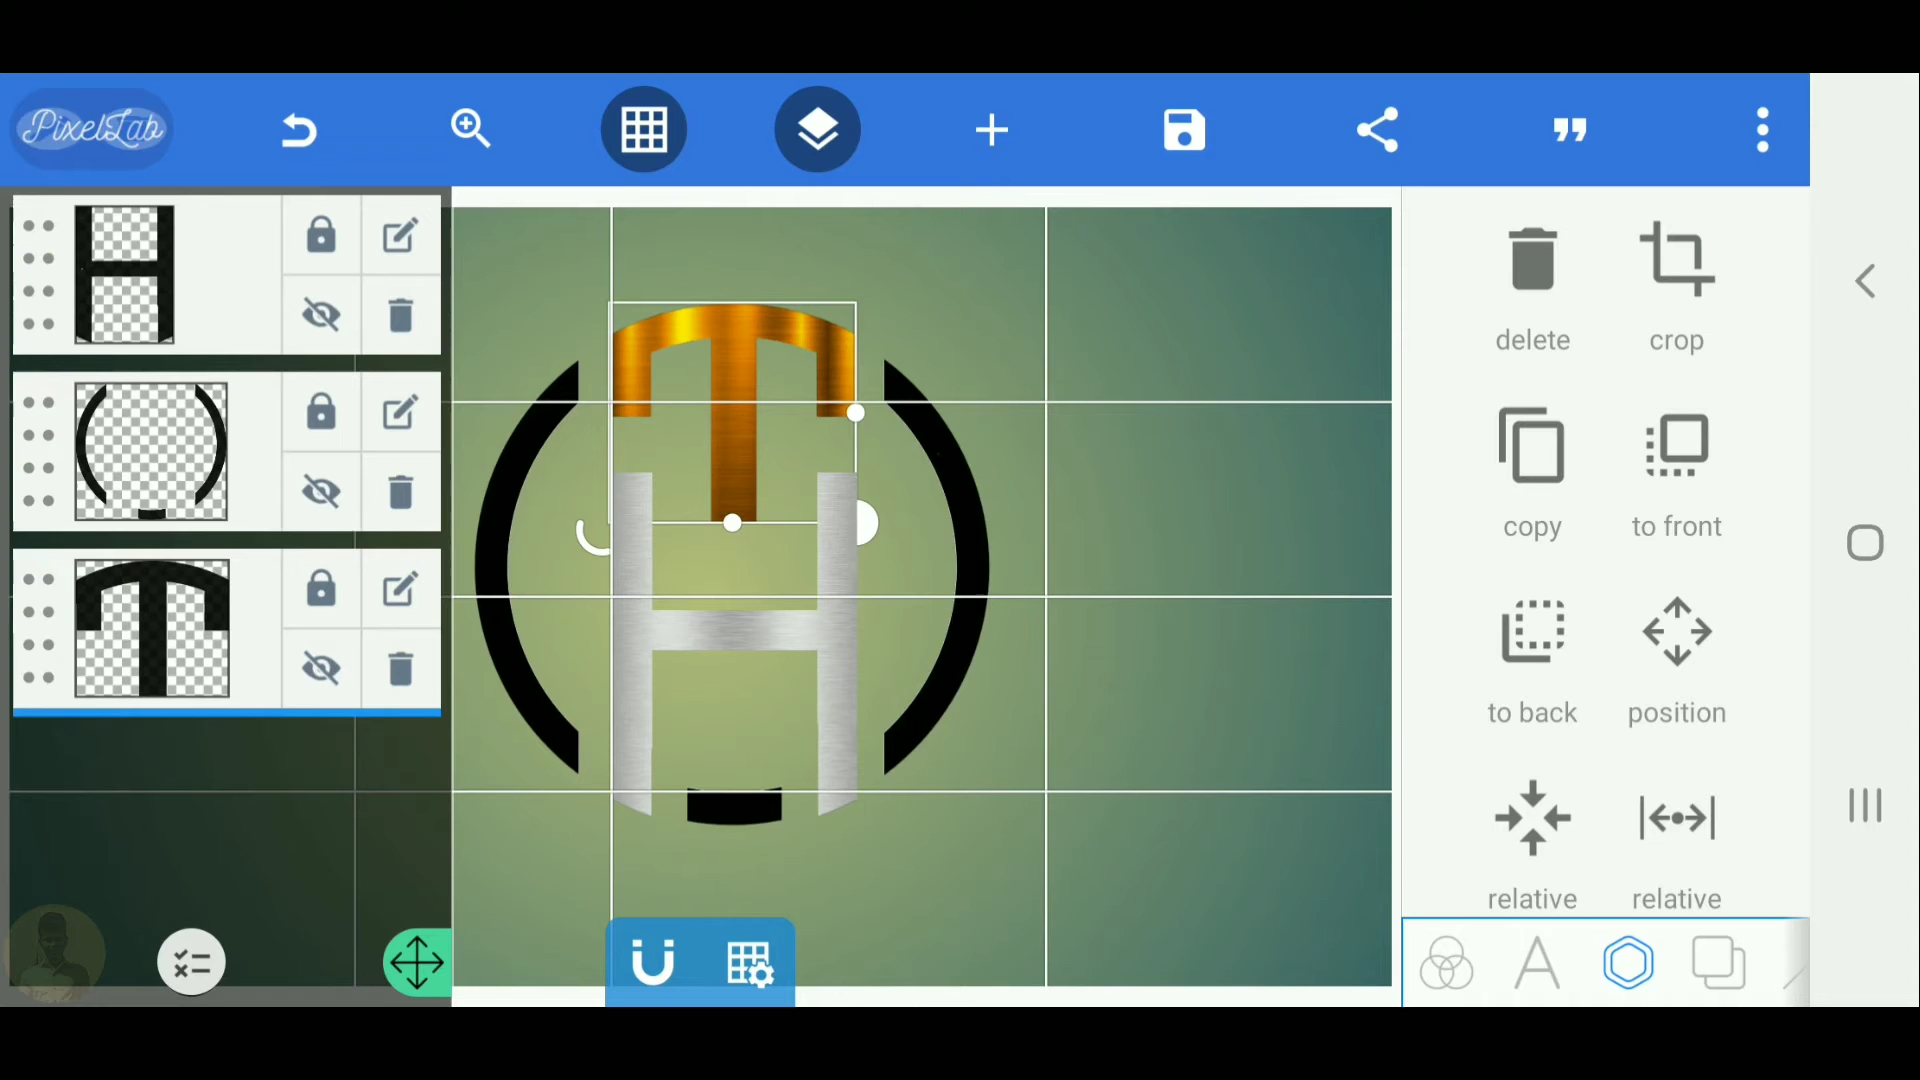 PixelLab
delete
crop
copy
to front
to back
position
relative
relative